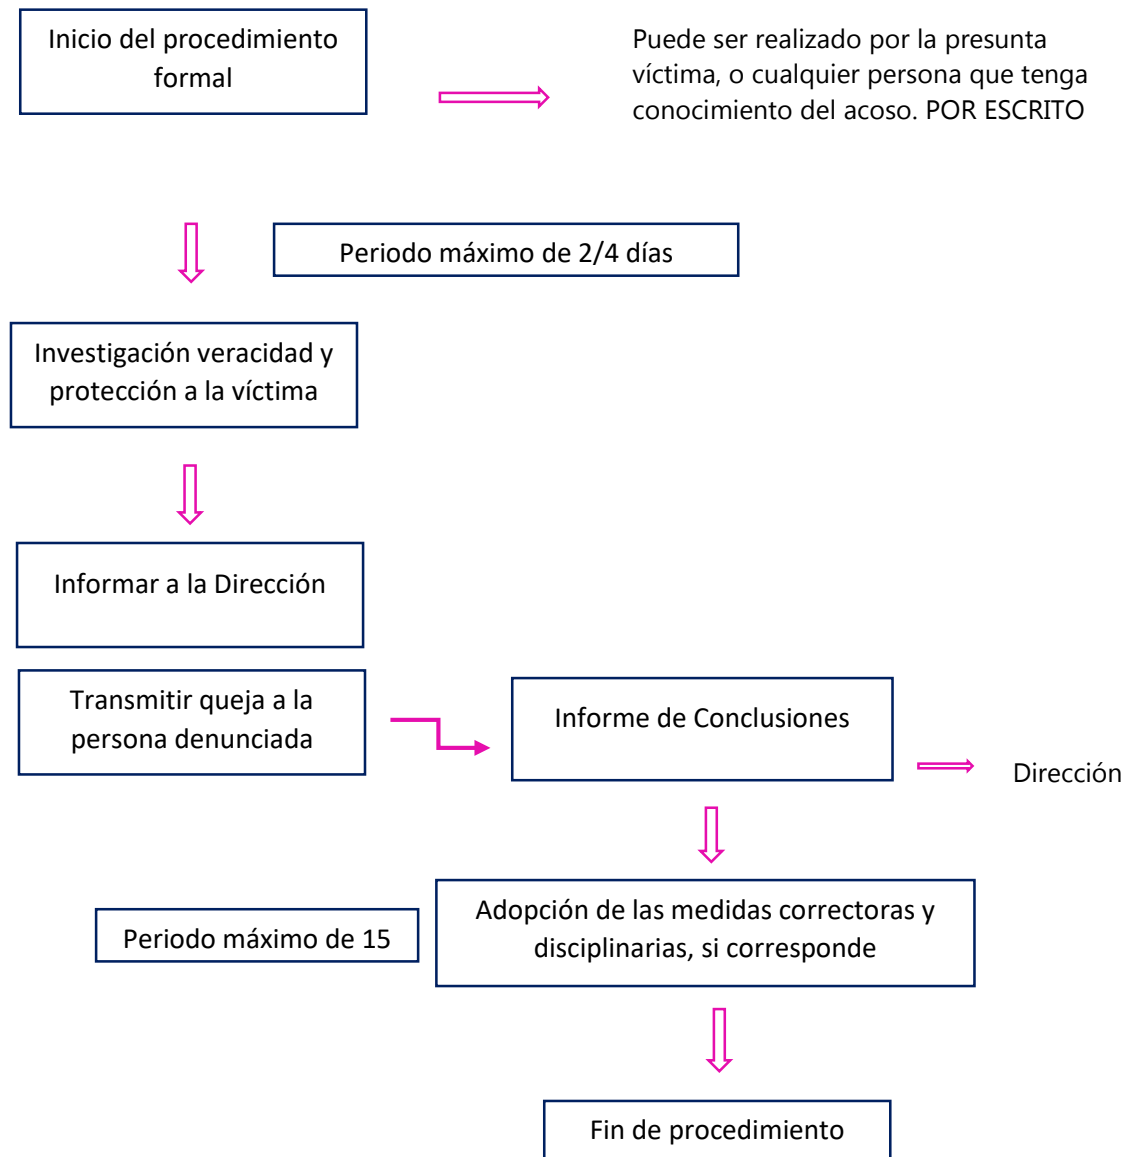 Inicio del procedimiento
formal
Puede ser realizado por la presunta
víctima, o cualquier persona que tenga
conocimiento del acoso. POR ESCRITO
Periodo máximo de 2/4 días
Investigación veracidad y
protección a la víctima
Informar a la Dirección
Transmitir queja a la
persona denunciada
Informe de Conclusiones
Dirección
Adopción de las medidas correctoras y
disciplinarias, si corresponde
Periodo máximo de 15
Fin de procedimiento